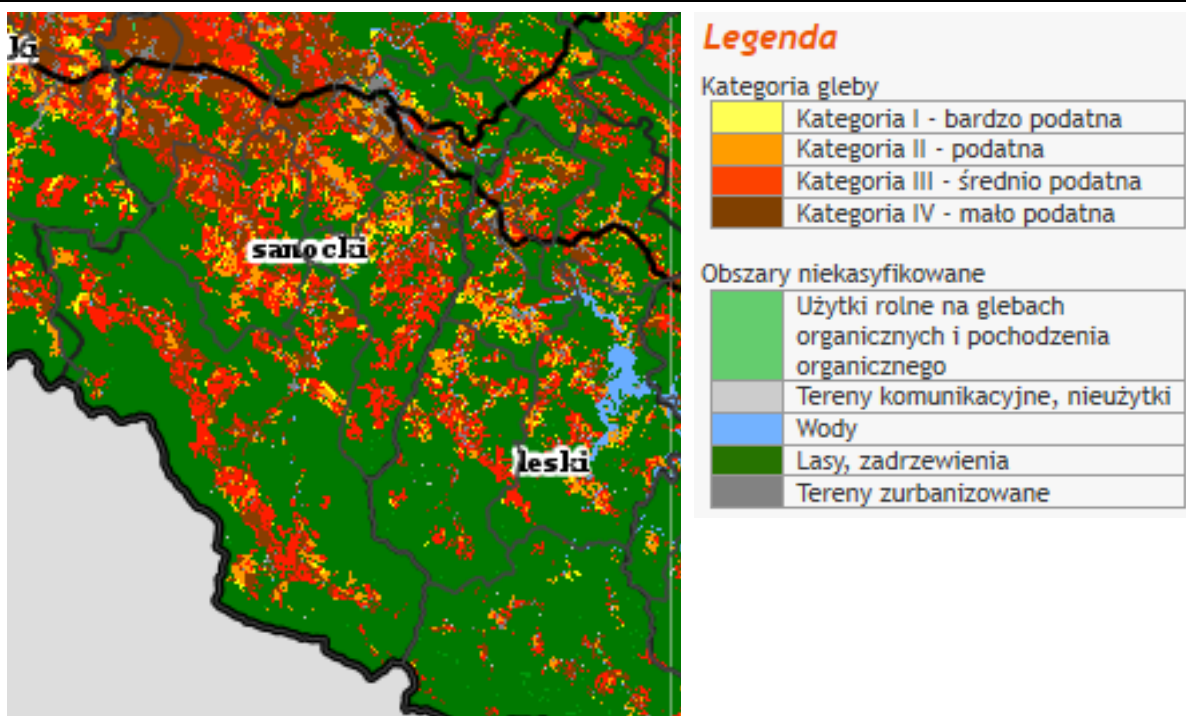 ki
sanocki
leski
Legenda
Kategoria gleby
Kategoria I - bardzo podatna
Kategoria II - podatna
Kategoria III - średnio podatna
Kategoria IV - mało podatna
Obszary niekasyfikowane
Użytki rolne na glebach
organicznych i pochodzenia
organicznego
Tereny komunikacyjne, nieużytki
Wody
Lasy, zadrzewienia
Tereny zurbanizowane